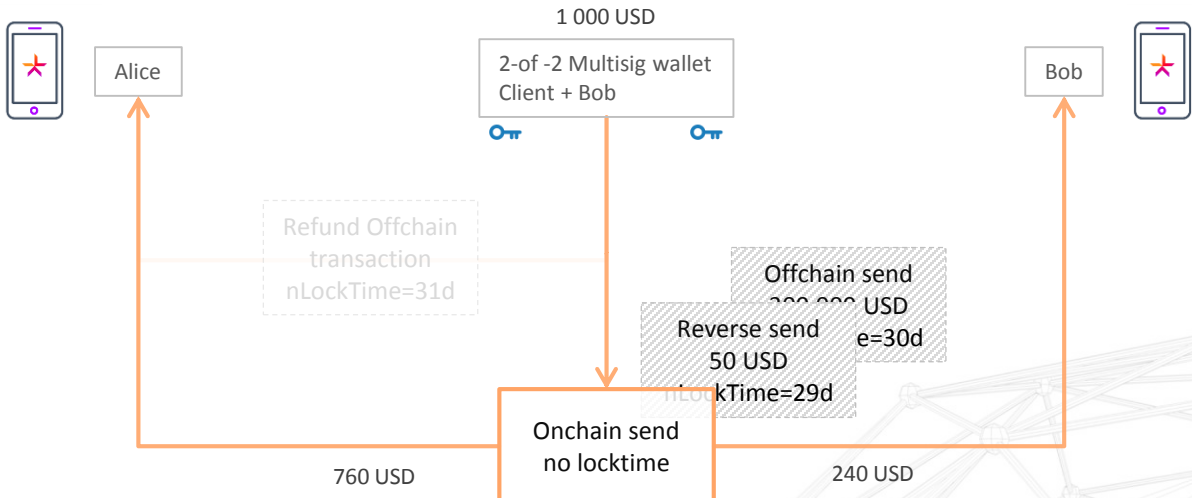 1 000 USD
Alice
2-of -2 Multisig wallet
Client + Bob
Bob
Refund Offchain
transaction
nLockTime=31d
Offchain send
USD
e=30d
Reverse send
50 USD
nLockTime=29d
Onchain send
no locktime
760 USD
240 USD